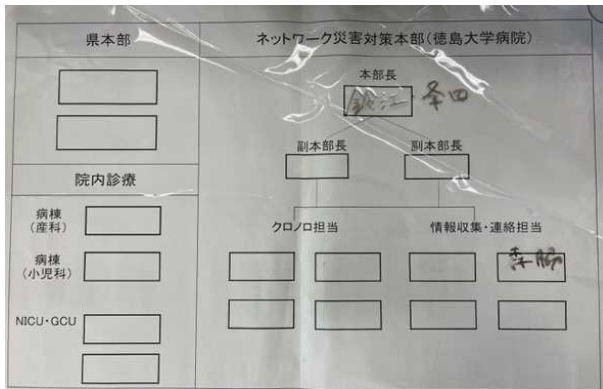 県本部
ネットワーク災害対策本部(徳島大学病院)
本部長
鈴江・
副本部長
副本部長
院内診療
病棟
(産科)
クロノロ担当
情報収集・連絡担当
病棟
(小児科)
NICU・GCU